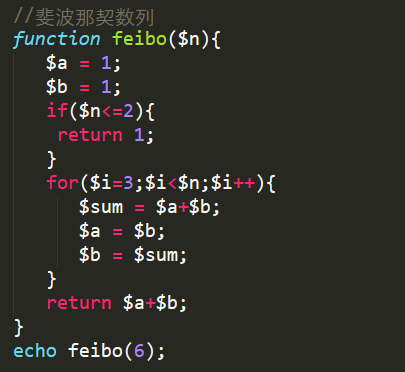 //斐波那契数列
function feibo($n){
$a = 1;
$b = 1;
if($n<=2){
return 1;
}
for($i=3;$i<$n;$i++){
$sum = $a+$b;
$a = $b;
$b = $sum;
}
return $a+$b;
}
echo feibo(6);